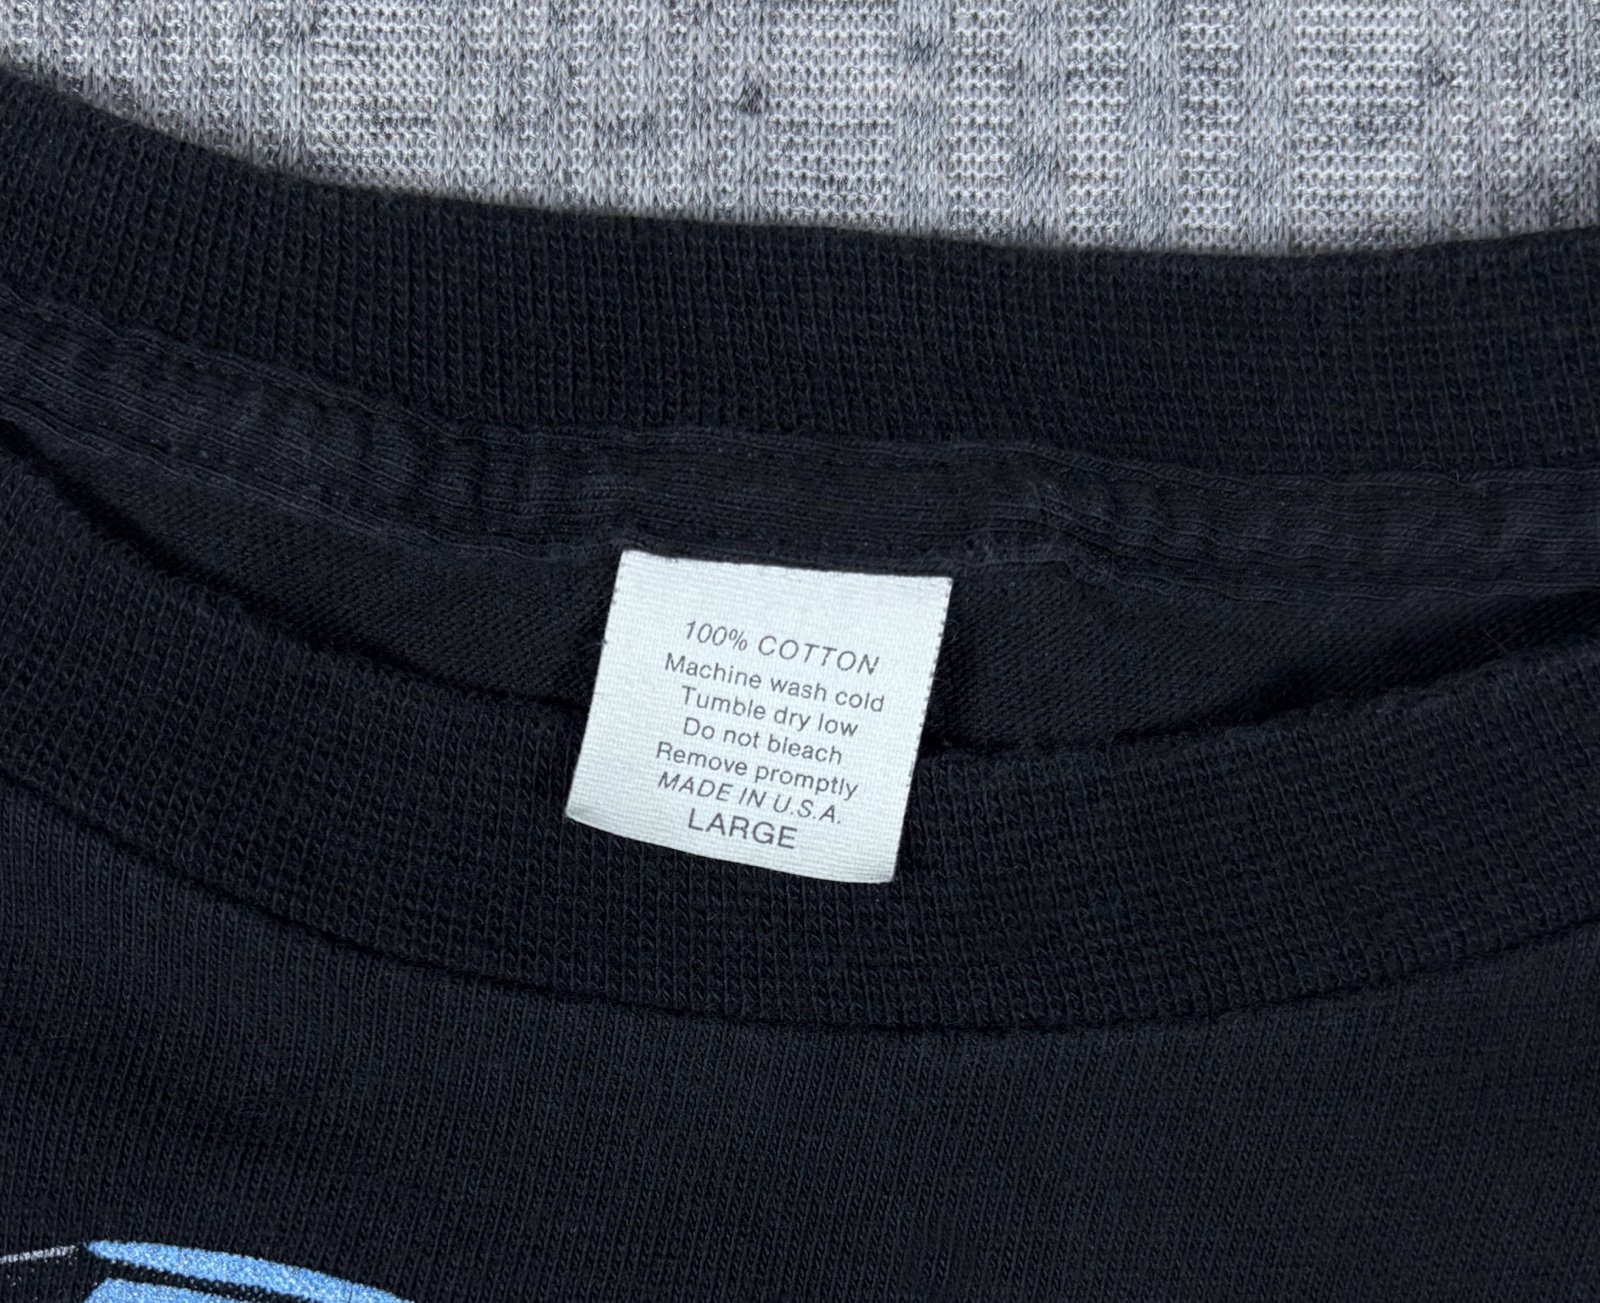 100% COTTON
Machine wash cold
Tumble dry low
Do not bleach
Remove promptly
MADE IN U.S.A.
LARGE